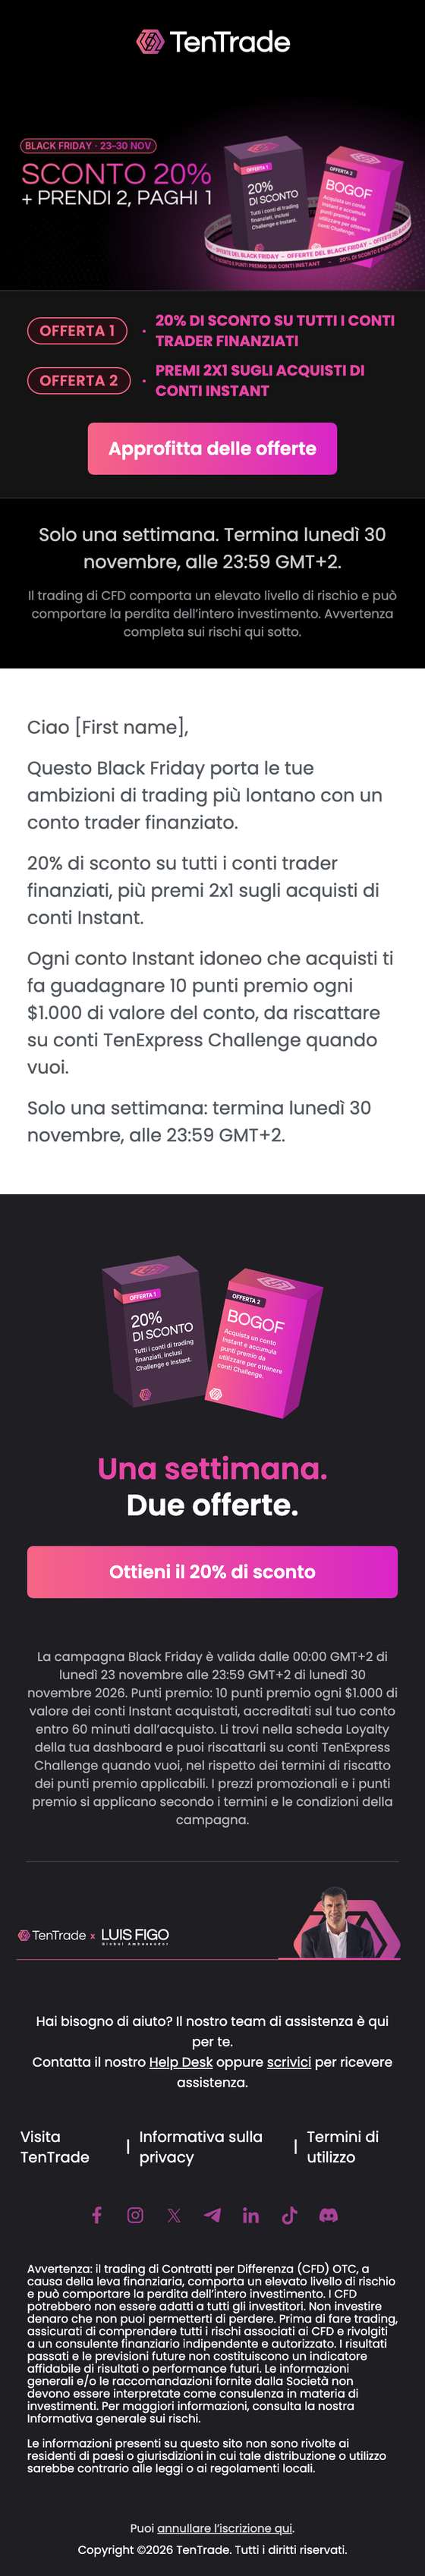 TenTrade
BLACK FRIDAY · 23–30 NOV
SCONTO 20%
+ PRENDI 2, PAGHI 1
OFFERTA 1
20%
DI SCONTO
Tutti i conti di trading
finanziati, inclusi
Challenge e Instant.
OFFERTA 2
BOGOF
Acquista un conto
Instant e accumula
punti premio da
utilizzare per ottenere
conti Challenge.
OFFERTA 1
· 20% DI SCONTO SU TUTTI I CONTI
TRADER FINANZIATI
OFFERTA 2
· PREMI 2X1 SUGLI ACQUISTI DI
CONTI INSTANT
Approfitta delle offerte
Solo una settimana. Termina lunedì 30
novembre, alle 23:59 GMT+2.
Il trading di CFD comporta un elevato livello di rischio e può
comportare la perdita dell’intero investimento. Avvertenza
completa sui rischi qui sotto.
Ciao [First name],
Questo Black Friday porta le tue
ambizioni di trading più lontano con un
conto trader finanziato.
20% di sconto su tutti i conti trader
finanziati, più premi 2x1 sugli acquisti di
conti Instant.
Ogni conto Instant idoneo che acquisti ti
fa guadagnare 10 punti premio ogni
$1.000 di valore del conto, da riscattare
su conti TenExpress Challenge quando
vuoi.
Solo una settimana: termina lunedì 30
novembre, alle 23:59 GMT+2.
OFFERTA 1
20%
DI SCONTO
Tutti i conti di trading
finanziati, inclusi
Challenge e Instant.
OFFERTA 2
BOGOF
Acquista un conto
Instant e accumula
punti premio da
utilizzare per ottenere
conti Challenge.
Una settimana.
Due offerte.
Ottieni il 20% di sconto
La campagna Black Friday è valida dalle 00:00 GMT+2 di
lunedì 23 novembre alle 23:59 GMT+2 di lunedì 30
novembre 2026. Punti premio: 10 punti premio ogni $1.000 di
valore dei conti Instant acquistati, accreditati sul tuo conto
entro 60 minuti dall’acquisto. Li trovi nella scheda Loyalty
della tua dashboard e puoi riscattarli su conti TenExpress
Challenge quando vuoi, nel rispetto dei termini di riscatto
dei punti premio applicabili. I prezzi promozionali e i punti
premio si applicano secondo i termini e le condizioni della
campagna.
TenTrade x LUIS FIGO
Global Ambassador
Hai bisogno di aiuto? Il nostro team di assistenza è qui
per te.
Contatta il nostro Help Desk oppure scrivici per ricevere
assistenza.
Visita
TenTrade
| Informativa sulla
privacy
| Termini di
utilizzo
Avvertenza: il trading di Contratti per Differenza (CFD) OTC, a
causa della leva finanziaria, comporta un elevato livello di rischio
e può comportare la perdita dell’intero investimento. I CFD
potrebbero non essere adatti a tutti gli investitori. Non investire
denaro che non puoi permetterti di perdere. Prima di fare trading,
assicurati di comprendere tutti i rischi associati ai CFD e rivolgiti
a un consulente finanziario indipendente e autorizzato. I risultati
passati e le previsioni future non costituiscono un indicatore
affidabile di risultati o performance futuri. Le informazioni
generali e/o le raccomandazioni fornite dalla Società non
devono essere interpretate come consulenza in materia di
investimenti. Per maggiori informazioni, consulta la nostra
Informativa generale sui rischi.
Le informazioni presenti su questo sito non sono rivolte ai
residenti di paesi o giurisdizioni in cui tale distribuzione o utilizzo
sarebbe contrario alle leggi o ai regolamenti locali.
Puoi annullare l’iscrizione qui.
Copyright ©2026 TenTrade. Tutti i diritti riservati.